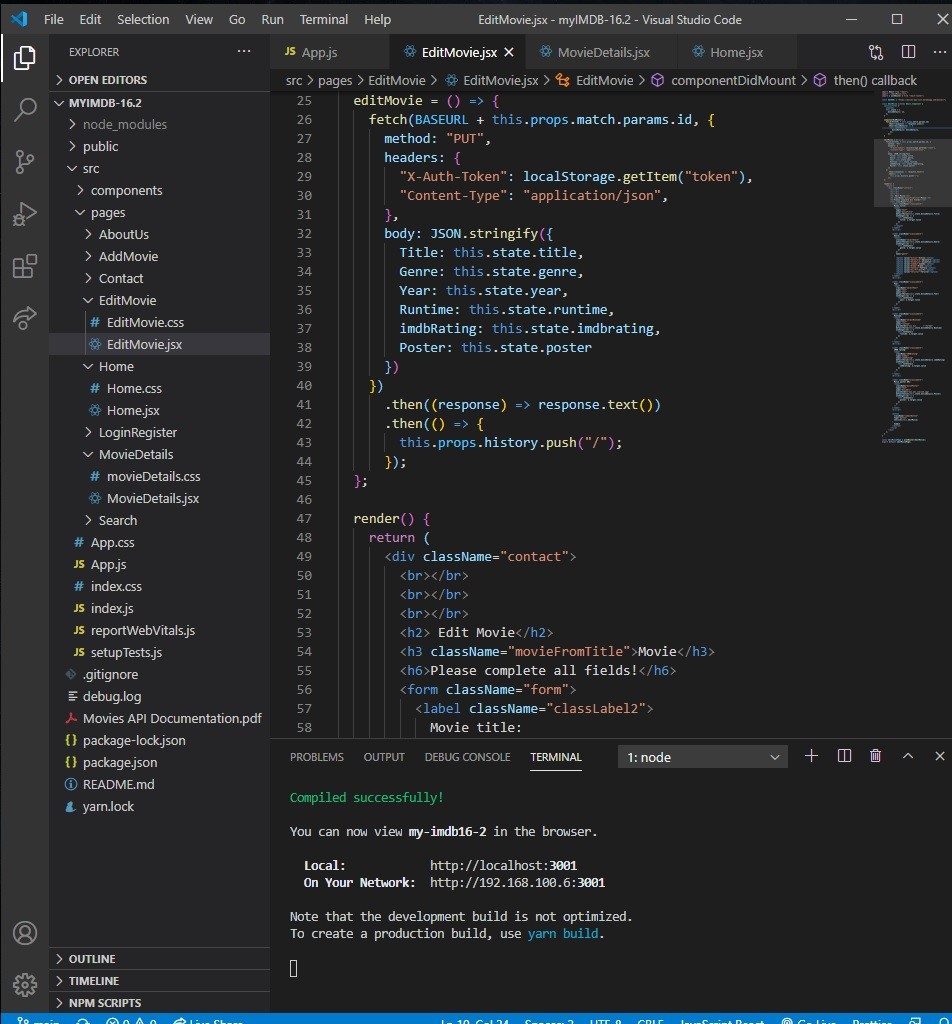 File Edit Selection View Go Run Terminal Help EditMovie.jsx - myIMDB-16.2 - Visual Studio Code
EXPLORER
OPEN EDITORS
MYIMDB-16.2
node_modules
public
src
components
pages
AboutUs
AddMovie
Contact
EditMovie
# EditMovie.css
EditMovie.jsx
Home
# Home.css
Home.jsx
LoginRegister
MovieDetails
# movieDetails.css
MovieDetails.jsx
Search
# App.css
JS App.js
# index.css
JS index.js
JS reportWebVitals.js
JS setupTests.js
.gitignore
debug.log
Movies API Documentation.pdf
{} package-lock.json
{} package.json
README.md
yarn.lock
OUTLINE
TIMELINE
NPM SCRIPTS
JS App.js EditMovie.jsx MovieDetails.jsx Home.jsx
src > pages > EditMovie > EditMovie.jsx > EditMovie > componentDidMount > then() callback
25 editMovie = () => {
26 fetch(BASEURL + this.props.match.params.id, {
27 method: "PUT",
28 headers: {
29 "X-Auth-Token": localStorage.getItem("token"),
30 "Content-Type": "application/json",
31 },
32 body: JSON.stringify({
33 Title: this.state.title,
34 Genre: this.state.genre,
35 Year: this.state.year,
36 Runtime: this.state.runtime,
37 imdbRating: this.state.imdbrating,
38 Poster: this.state.poster
39 })
40 })
41 .then((response) => response.text())
42 .then(() => {
43 this.props.history.push("/");
44 });
45 };
46
47 render() {
48 return (
49 <div className="contact">
50 <br></br>
51 <br></br>
52 <br></br>
53 <h2> Edit Movie</h2>
54 <h3 className="movieFromTitle">Movie</h3>
55 <h6>Please complete all fields!</h6>
56 <form className="form">
57 <label className="classLabel2">
58 Movie title:
PROBLEMS OUTPUT DEBUG CONSOLE TERMINAL 1: node
Compiled successfully!
You can now view my-imdb16-2 in the browser.
Local: http://localhost:3001
On Your Network: http://192.168.100.6:3001
Note that the development build is not optimized.
To create a production build, use yarn build.
main 0 0 Live Share Ln 19, Col 24 Spaces: 2 UTF-8 CRLF JavaScript React Go Live Prettier